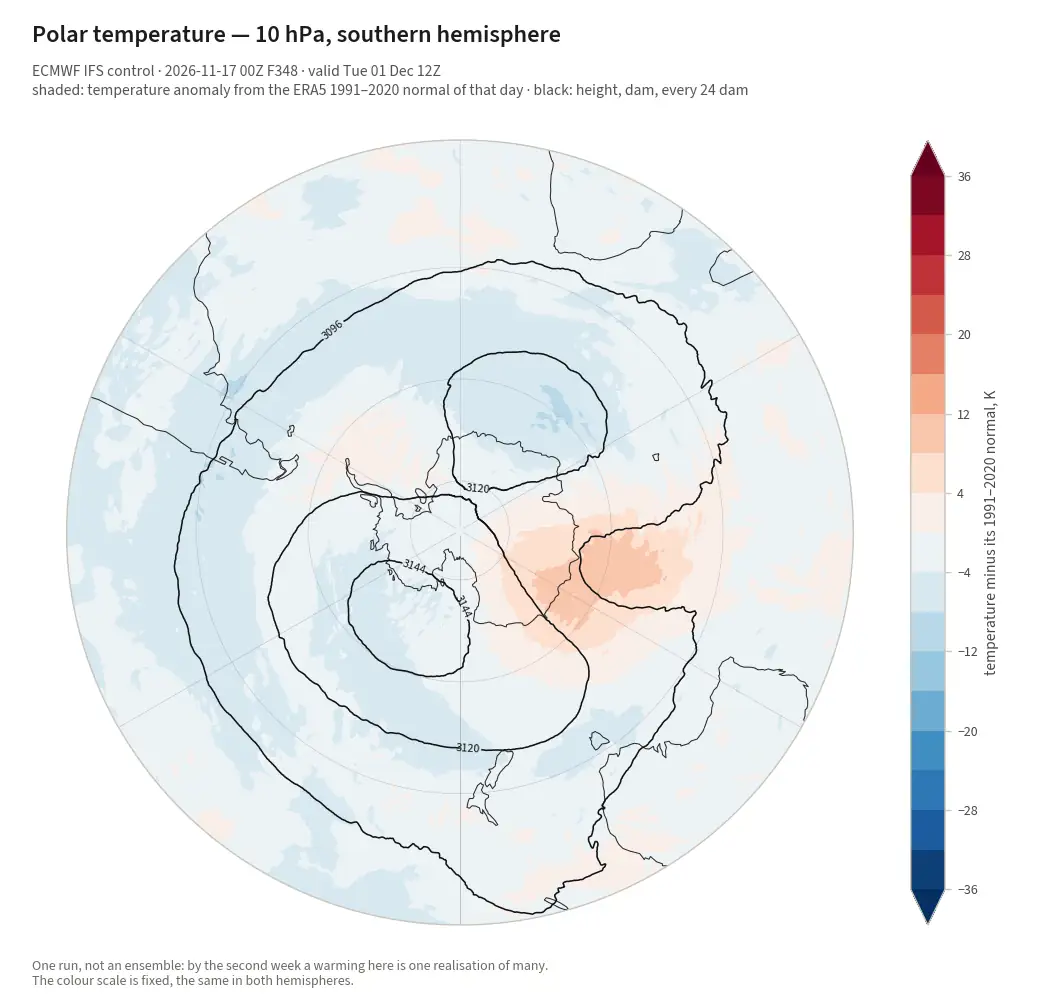 Polar temperature — 10 hPa, southern hemisphere
ECMWF IFS control · 2026-11-17 00Z F348 · valid Tue 01 Dec 12Z
shaded: temperature anomaly from the ERA5 1991–2020 normal of that day · black: height, dam, every 24 dam
3096
3120
3144
3144
3120
36
28
20
12
4
−4
−12
−20
−28
−36
temperature minus its 1991–2020 normal, K
One run, not an ensemble: by the second week a warming here is one realisation of many.
The colour scale is fixed, the same in both hemispheres.